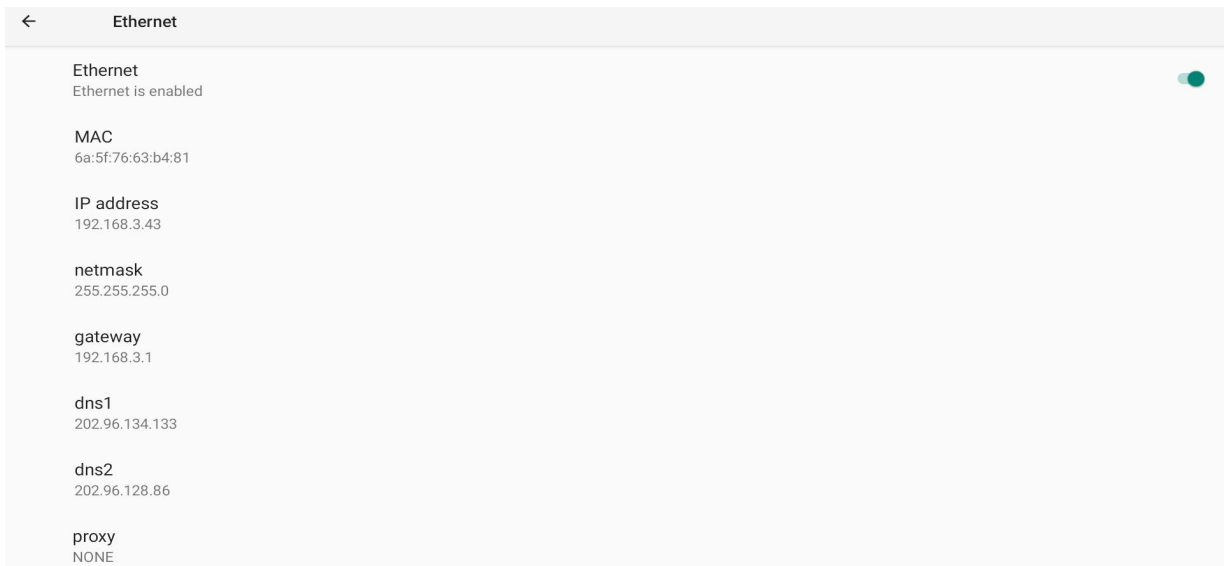 Ethernet
Ethernet
Ethernet is enabled
MAC
6a:5f:76:63:b4:81
IP address
192.168.3.43
netmask
255.255.255.0
gateway
192.168.3.1
dns1
202.96.134.133
dns2
202.96.128.86
proxy
NONE